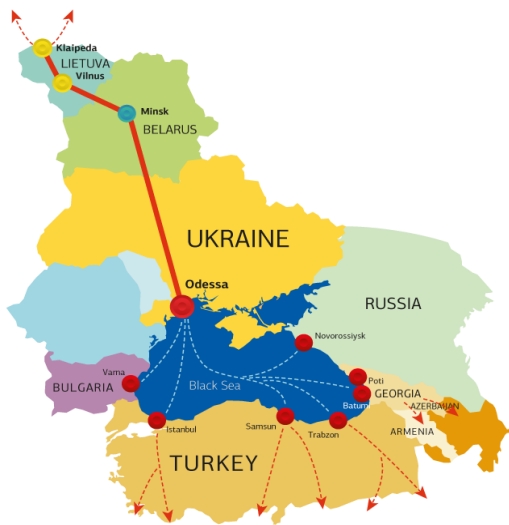 Klaipeda
LIETUVA
Vilnus
Minsk
BELARUS
UKRAINE
Odessa
RUSSIA
Novorossiysk
Varna
BULGARIA
Black Sea
Poti
GEORGIA
Batumi
AZERBAIJAN
Istanbul
Samsun
Trabzon
ARMENIA
TURKEY